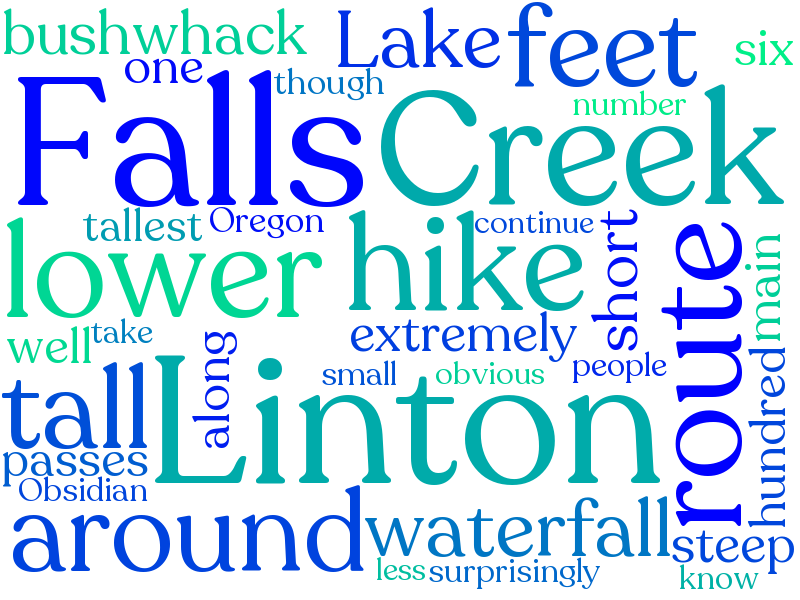 bushwhack
Lake
feet
six
one
though
number
Falls
Creek
tallest
Oregon
continue
short
lower
hike
route
main
well
take
along
extremely
small
obvious
people
hundred
tall
Linton
passes
Obsidian
around
waterfall
steep
less
surprisingly
know